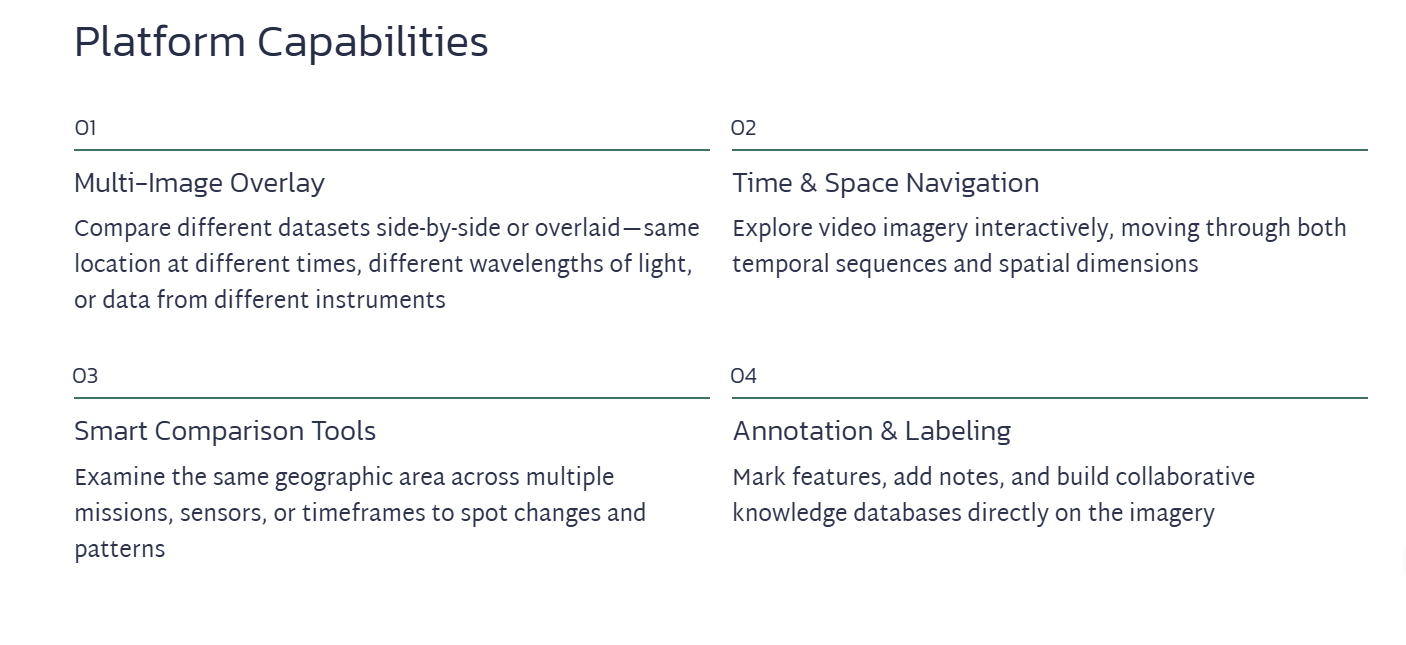 Platform Capabilities
01
Multi-Image Overlay
Compare different datasets side-by-side or overlaid—same
location at different times, different wavelengths of light,
or data from different instruments
02
Time & Space Navigation
Explore video imagery interactively, moving through both
temporal sequences and spatial dimensions
03
Smart Comparison Tools
Examine the same geographic area across multiple
missions, sensors, or timeframes to spot changes and
patterns
04
Annotation & Labeling
Mark features, add notes, and build collaborative
knowledge databases directly on the imagery